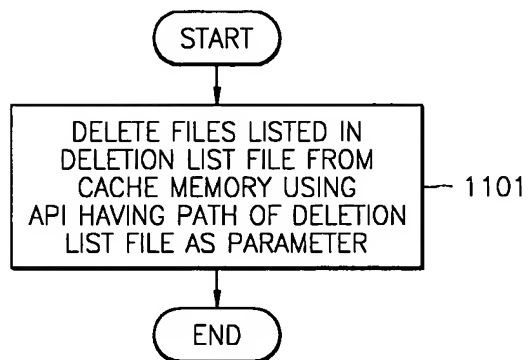 START
DELETE FILES LISTED IN
DELETION LIST FILE FROM
CACHE MEMORY USING
API HAVING PATH OF DELETION
LIST FILE AS PARAMETER
1101
END